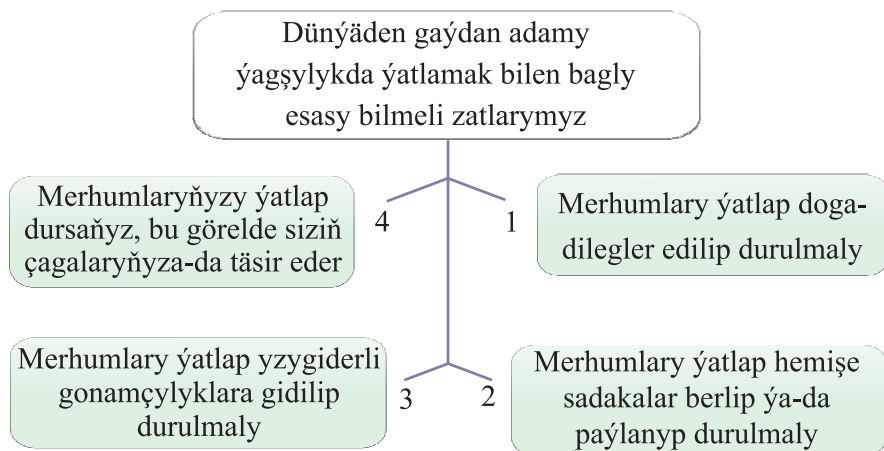 Dünýäden gaýdan adamy
ýagşylykda ýatlamak bilen bagly
esasy bilmeli zatlarymyz
Merhumlaryňyzy ýatlap
dursaňyz, bu görelde siziň
çagalaryňyza-da täsir eder
4
1
Merhumlary ýatlap doga-
dilegler edilip durulmaly
Merhumlary ýatlap yzygiderli
gonamçylyklara gidilip
durulmaly
3
2
Merhumlary ýatlap hemişe
sadakalar berlip ýa-da
paýlanyp durulmaly